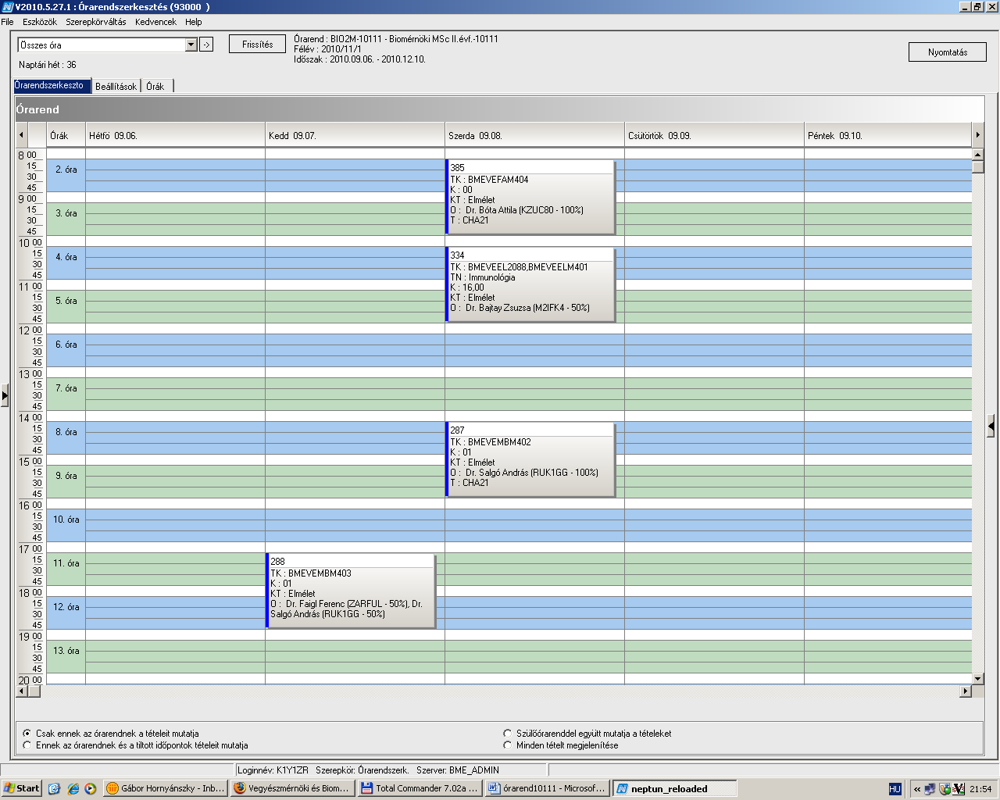 V2010.5.27.1 : Órarendszerkesztés (93000 )
File Eszközök Szerepkörváltás Kedvencek Help
Összes óra
->
Frissítés
Órarend : BIO2M-10111 - Biomérnöki MSc II.évf.-10111
Félév : 2010/11/1
Időszak : 2010.09.06. - 2010.12.10.
Nyomtatás
Naptári hét : 36
Órarendszerkeszto Beállítások Órák
Órarend
Órák Hétfő 09.06. Kedd 09.07. Szerda 09.08. Csütörtök 09.09. Péntek 09.10.
8 00
15
30
45
2. óra
9 00
15
30
45
3. óra
10 00
15
30
45
4. óra
11 00
15
30
45
5. óra
12 00
15
30
45
6. óra
13 00
15
30
45
7. óra
14 00
15
30
45
8. óra
15 00
15
30
45
9. óra
16 00
15
30
45
10. óra
17 00
15
30
45
11. óra
18 00
15
30
45
12. óra
19 00
15
30
45
13. óra
20 00
288
TK : BMEVEMBM403
K : 01
KT : Elmélet
O : Dr. Faigl Ferenc (ZARFUL - 50%), Dr.
Salgó András (RUK1GG - 50%)
385
TK : BMEVEFAM404
K : 00
KT : Elmélet
O : Dr. Bóta Attila (KZUC80 - 100%)
T : CHA21
334
TK : BMEVEEL2088,BMEVEELM401
TN : Immunológia
K : 16,00
KT : Elmélet
O : Dr. Bajtay Zsuzsa (M2IFK4 - 50%)
287
TK : BMEVEMBM402
K : 01
KT : Elmélet
O : Dr. Salgó András (RUK1GG - 100%)
T : CHA21
Csak ennek az órarendnek a tételeit mutatja
Ennek az órarendnek és a tiltott időpontok tételeit mutatja
Szülőórarenddel együtt mutatja a tételeket
Minden tételt megjelenítése
Loginnév: K1Y1ZR Szerepkör: Órarendszerk. Szerver: BME_ADMIN
Start
Gábor Hornyánszky - Inb...
Vegyészmérnöki és Biom...
Total Commander 7.02a ...
órarend10111 - Microsof...
neptun_reloaded
HU
«
21:54